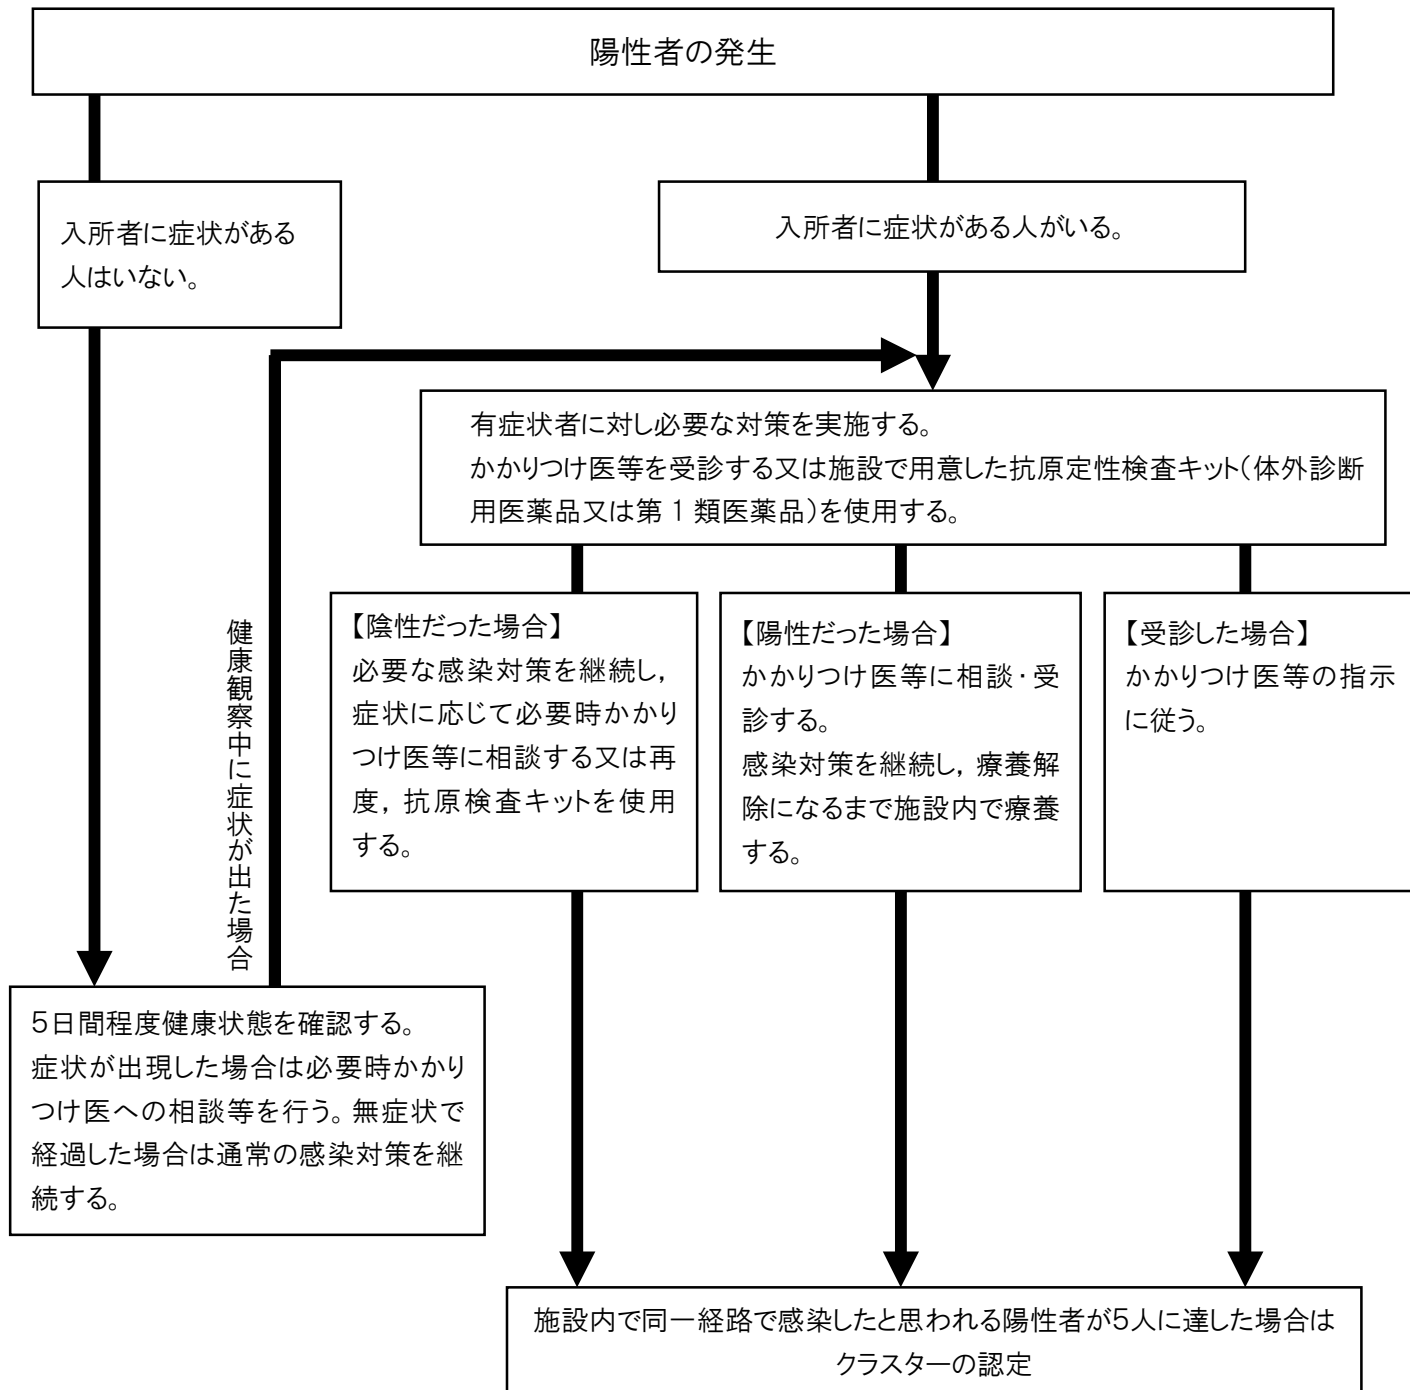 陽性者の発生
入所者に症状がある
人はいない。
入所者に症状がある人がいる。
有症状者に対し必要な対策を実施する。
かかりつけ医等を受診する又は施設で用意した抗原定性検査キット（体外診断
用医薬品又は第 1 類医薬品）を使用する。
健康観察中に症状が出た場合
【陰性だった場合】
必要な感染対策を継続し，
症状に応じて必要時かかり
つけ医等に相談する又は再
度，抗原検査キットを使用
する。
【陽性だった場合】
かかりつけ医等に相談・受
診する。
感染対策を継続し，療養解
除になるまで施設内で療養
する。
【受診した場合】
かかりつけ医等の指示
に従う。
5日間程度健康状態を確認する。
症状が出現した場合は必要時かかり
つけ医への相談等を行う。無症状で
経過した場合は通常の感染対策を継
続する。
施設内で同一経路で感染したと思われる陽性者が5人に達した場合は
クラスターの認定